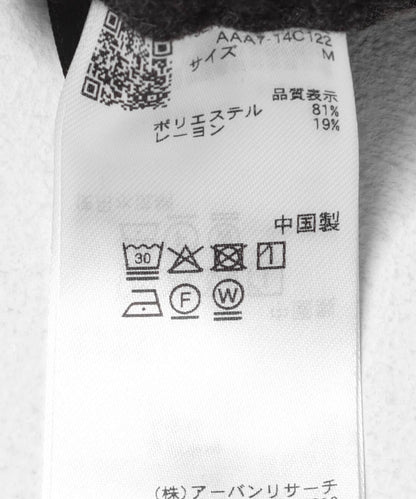 AAA7-14C122
サイズ M
品質表示
ポリエステル 81%
レーヨン 19%
中国製
30
F W
(株)アーバンリサーチ